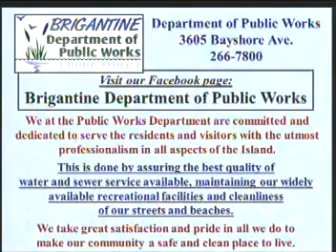 BRIGANTINE
Department of
Public Works
Department of Public Works
3605 Bayshore Ave.
266-7800
Visit our Facebook page:
Brigantine Department of Public Works
We at the Public Works Department are committed and
dedicated to serve the residents and visitors with the utmost
professionalism in all aspects of the Island.
This is done by assuring the best quality of
water and sewer service available, maintaining our widely
available recreational facilities and cleanliness
of our streets and beaches.
We take great satisfaction and pride in all we do to
make our community a safe and clean place to live.